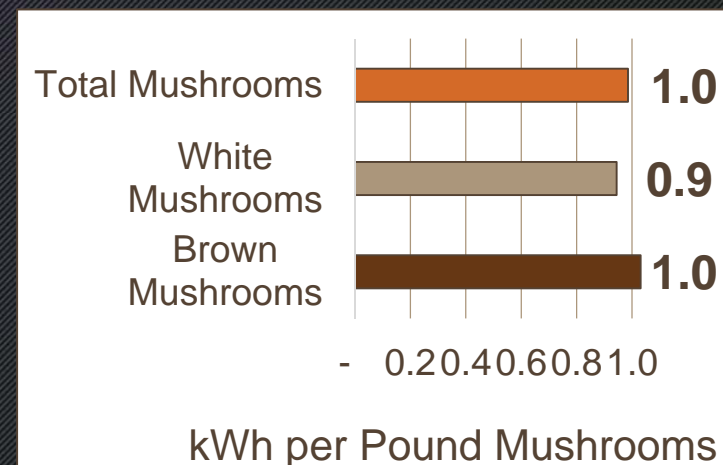 Total Mushrooms
1.0
White
Mushrooms
0.9
Brown
Mushrooms
1.0
- 0.20.40.60.81.0
kWh per Pound Mushrooms